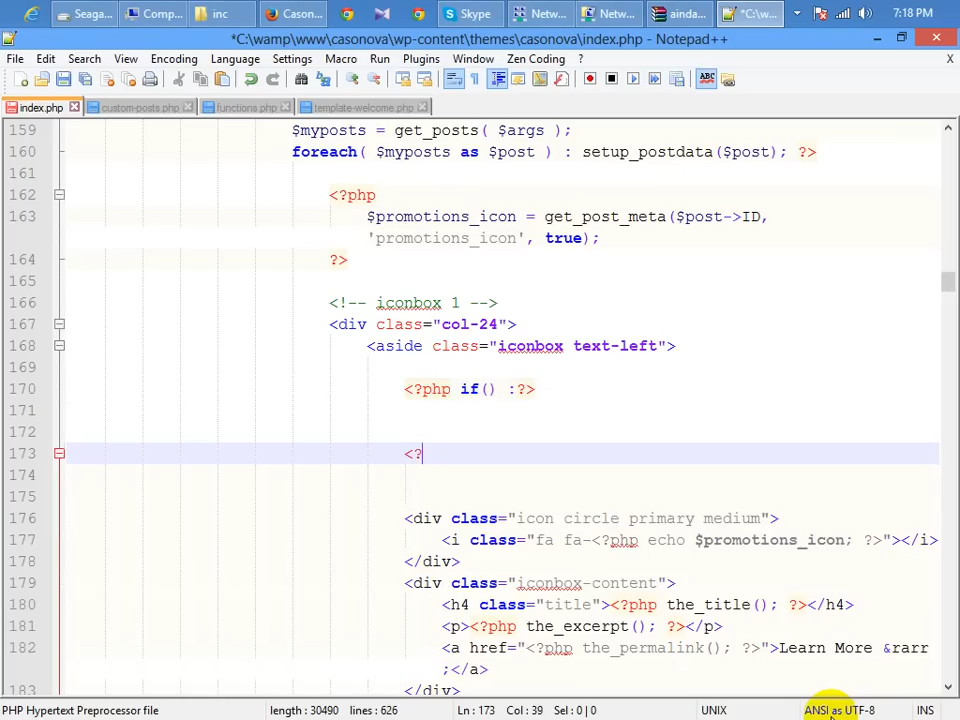 Seaga... Comp... inc Cason... Skype Netw... Netw... ainda... *C:\w... 7:18 PM
*C:\wamp\www\casonova\wp-content\themes\casonova\index.php - Notepad++
File Edit Search View Encoding Language Settings Macro Run Plugins Window Zen Coding ? X
ABC
index.php custom-posts.php functions.php template-welcome.php
159 $myposts = get_posts( $args );
160 foreach( $myposts as $post ) : setup_postdata($post); ?>
161
162 <?php
163 $promotions_icon = get_post_meta($post->ID,
'promotions_icon', true);
164 ?>
165
166 <!-- iconbox 1 -->
167 <div class="col-24">
168 <aside class="iconbox text-left">
169
170 <?php if() :?>
171
172
173 <?
174
175
176 <div class="icon circle primary medium">
177 <i class="fa fa-<?php echo $promotions_icon; ?>"></i>
178 </div>
179 <div class="iconbox-content">
180 <h4 class="title"><?php the_title(); ?></h4>
181 <p><?php the_excerpt(); ?></p>
182 <a href="<?php the_permalink(); ?>">Learn More &rarr
;</a>
183 </div>
PHP Hypertext Preprocessor file length : 30490 lines : 626 Ln : 173 Col : 39 Sel : 0 | 0 UNIX ANSI as UTF-8 INS